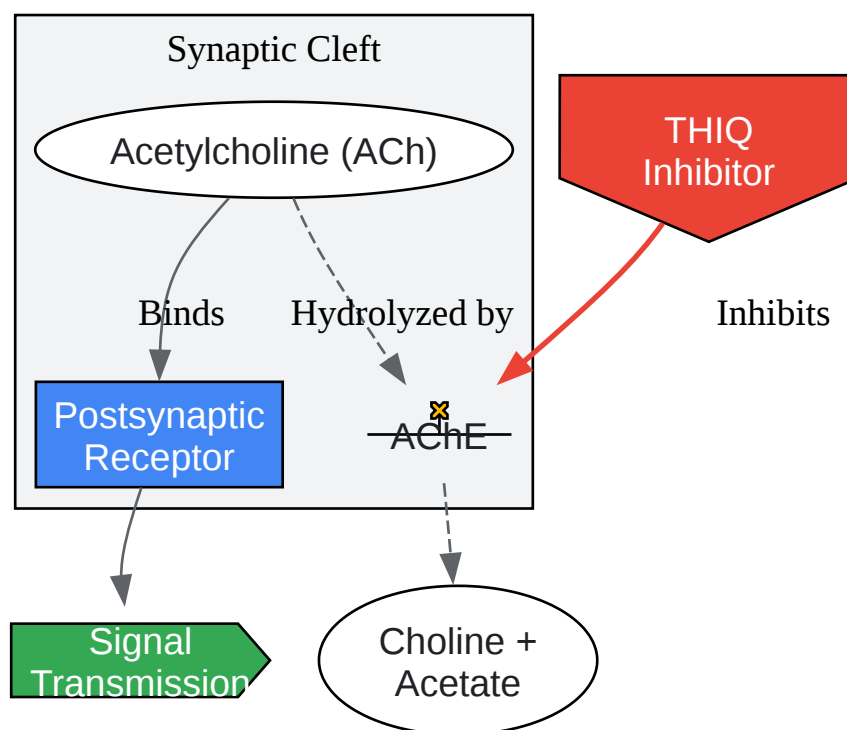 Synaptic Cleft
Acetylcholine (ACh)
THIQ
Inhibitor
Binds
Hydrolyzed by
Inhibits
Postsynaptic
Receptor
AChE
Signal
Transmission
Choline +
Acetate